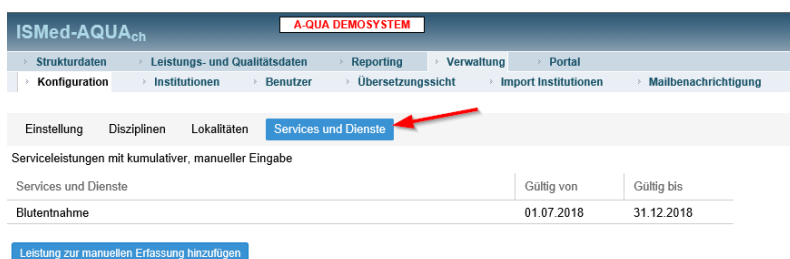 ISMed-AQUAch
A-QUA DEMOSYSTEM
Strukturdaten Leistungs- und Qualitätsdaten Reporting Verwaltung Portal
Konfiguration Institutionen Benutzer Übersetzungssicht Import Institutionen Mailbenachrichtigung
Einstellung Disziplinen Lokalitäten Services und Dienste
Serviceleistungen mit kumulativer, manueller Eingabe
Services und Dienste Gültig von Gültig bis
Blutentnahme 01.07.2018 31.12.2018
Leistung zur manuellen Erfassung hinzufügen